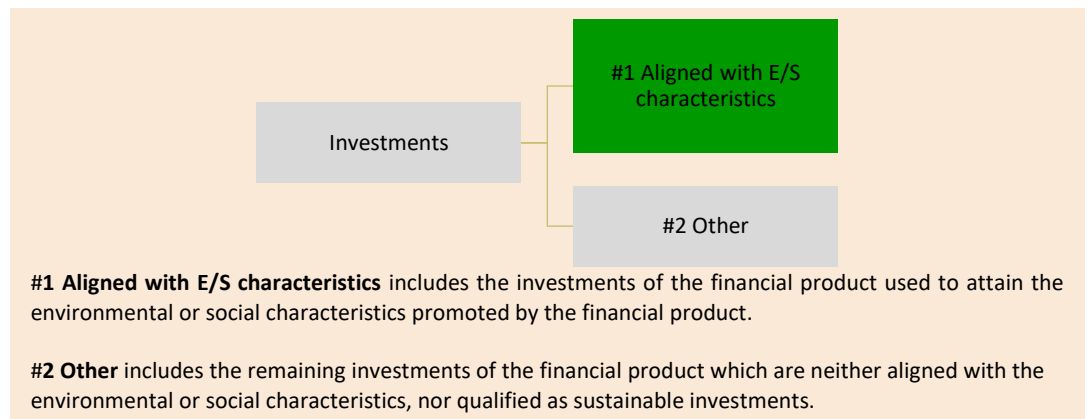 #1 Aligned with E/S
characteristics
Investments
#2 Other
#1 Aligned with E/S characteristics includes the investments of the financial product used to attain the
environmental or social characteristics promoted by the financial product.
#2 Other includes the remaining investments of the financial product which are neither aligned with the
environmental or social characteristics, nor qualified as sustainable investments.